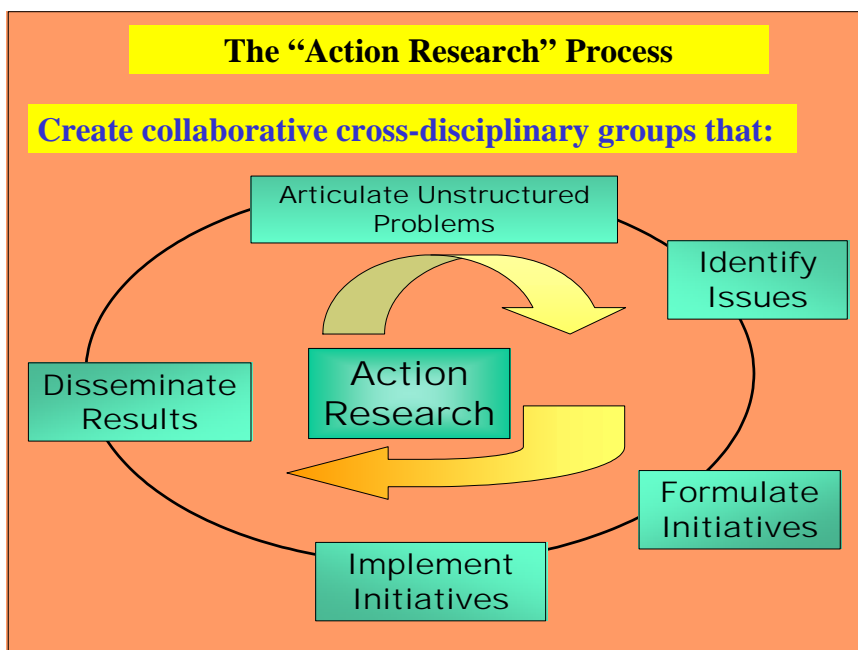 The “Action Research” Process
Create collaborative cross-disciplinary groups that:
Articulate Unstructured
Problems
Identify
Issues
Formulate
Initiatives
Implement
Initiatives
Disseminate
Results
Action
Research